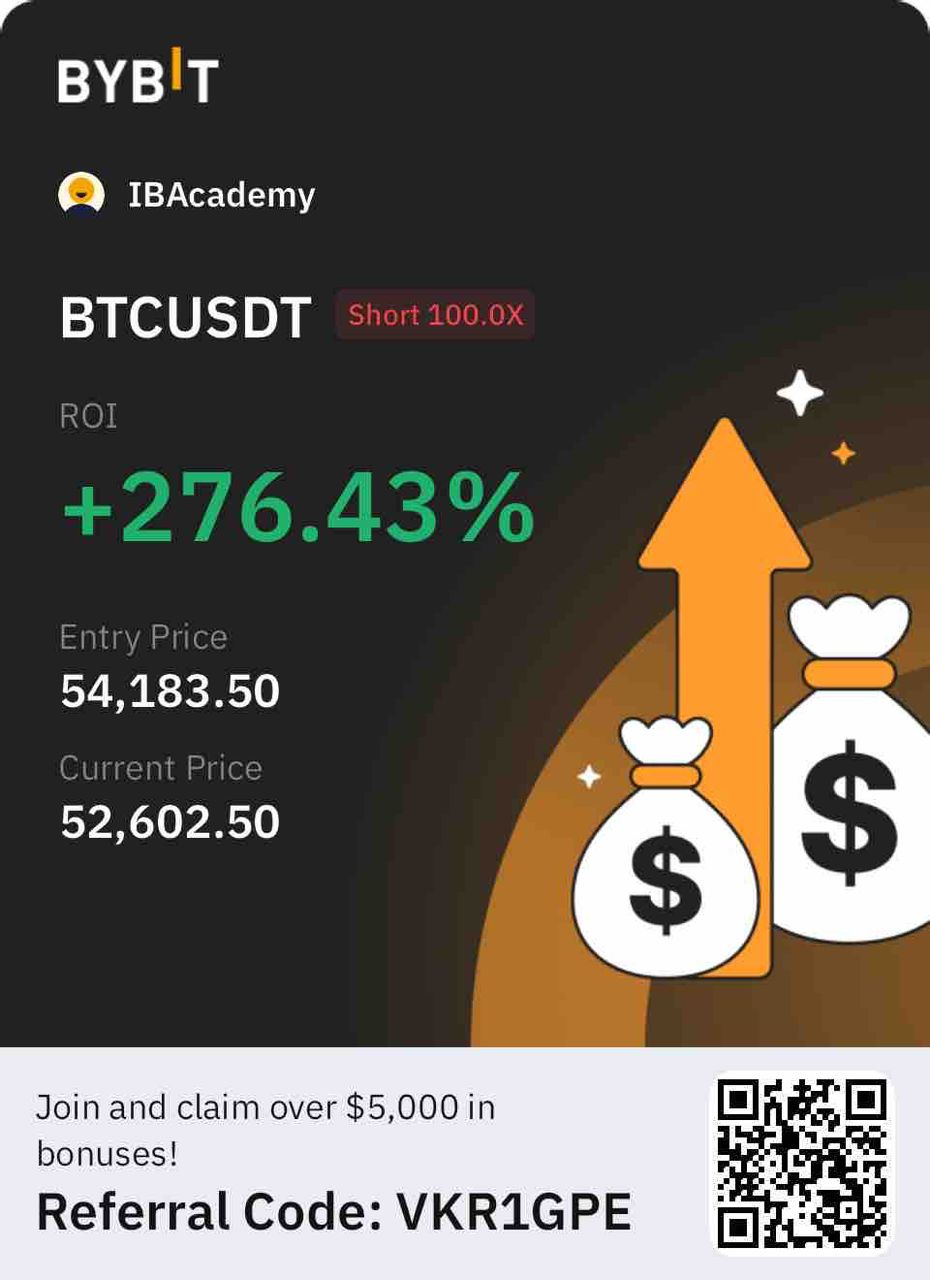 BYBIT
IBAcademy
BTCUSDT Short 100.0X
ROI
+276.43%
Entry Price
54,183.50
Current Price
52,602.50
$
$
Join and claim over $5,000 in
bonuses!
Referral Code: VKR1GPE